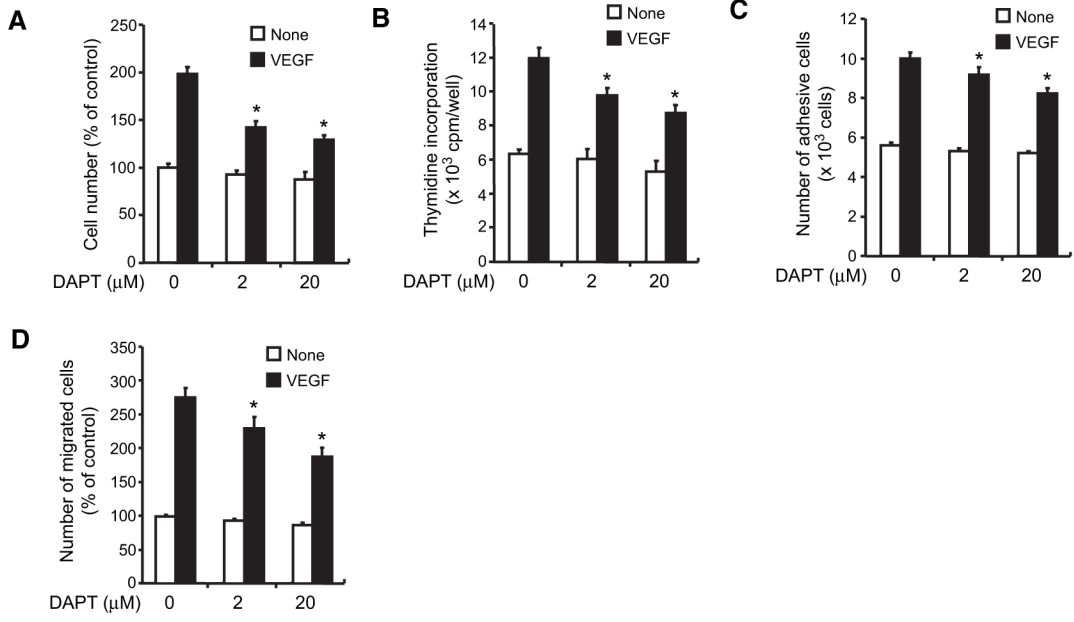 A
Cell number (% of control)
250
200
150
100
50
0
None
VEGF
*
*
DAPT (μM) 0 2 20
B
Thymidine incorporation
(x 10³ cpm/well)
14
12
10
8
6
4
2
0
None
VEGF
*
*
DAPT (μM) 0 2 20
C
Number of adhesive cells
(x 10³ cells)
12
10
8
6
4
2
0
None
VEGF
*
*
DAPT (μM) 0 2 20
D
Number of migrated cells
(% of control)
350
300
250
200
150
100
50
0
None
VEGF
*
*
DAPT (μM) 0 2 20